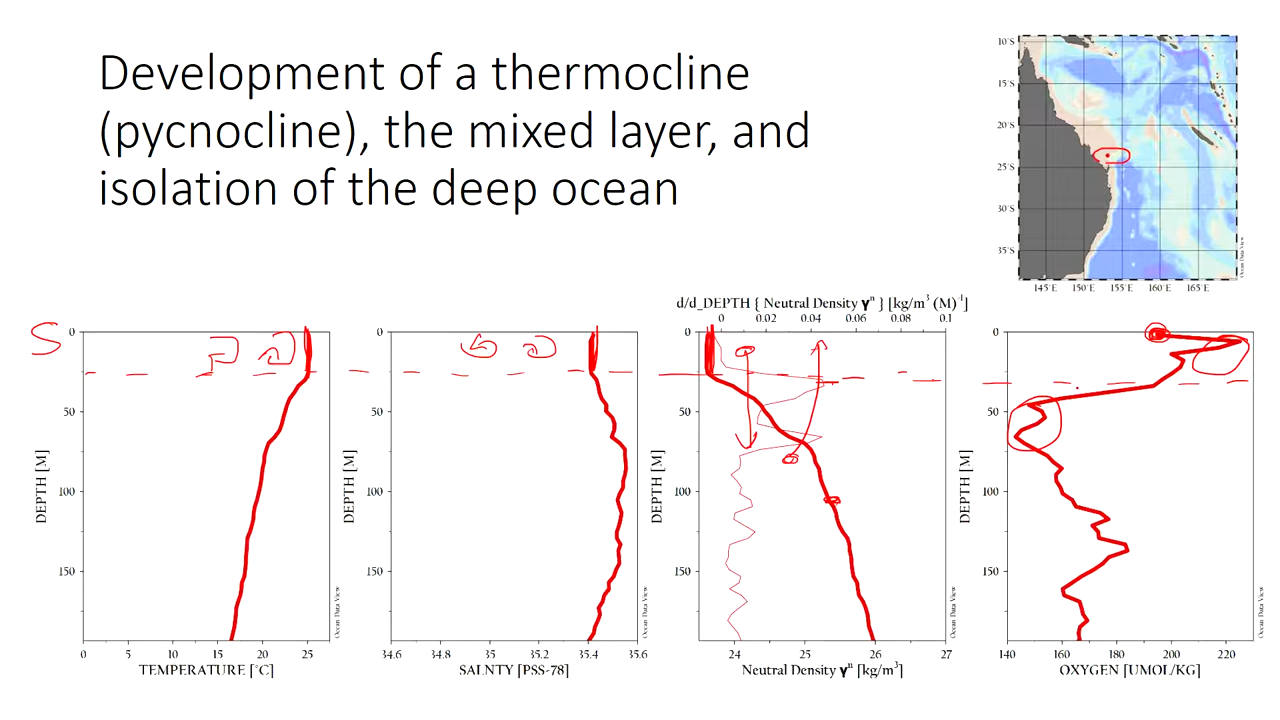 Development of a thermocline
(pycnocline), the mixed layer, and
isolation of the deep ocean
10˚S
15˚S
20˚S
25˚S
30˚S
35˚S
145˚E 150˚E 155˚E 160˚E 165˚E
Ocean Data View
S
0
50
100
150
DEPTH [M]
0 5 10 15 20 25
TEMPERATURE [˚C]
Ocean Data View
0
50
100
150
DEPTH [M]
34.6 34.8 35 35.2 35.4 35.6
SALNTY [PSS-78]
Ocean Data View
d/d_DEPTH { Neutral Density γⁿ } [kg/m³ (M)⁻¹]
0 0.02 0.04 0.06 0.08 0.1
0
50
100
150
DEPTH [M]
24 25 26 27
Neutral Density γⁿ [kg/m³]
Ocean Data View
0
50
100
150
DEPTH [M]
140 160 180 200 220
OXYGEN [UMOL/KG]
Ocean Data View